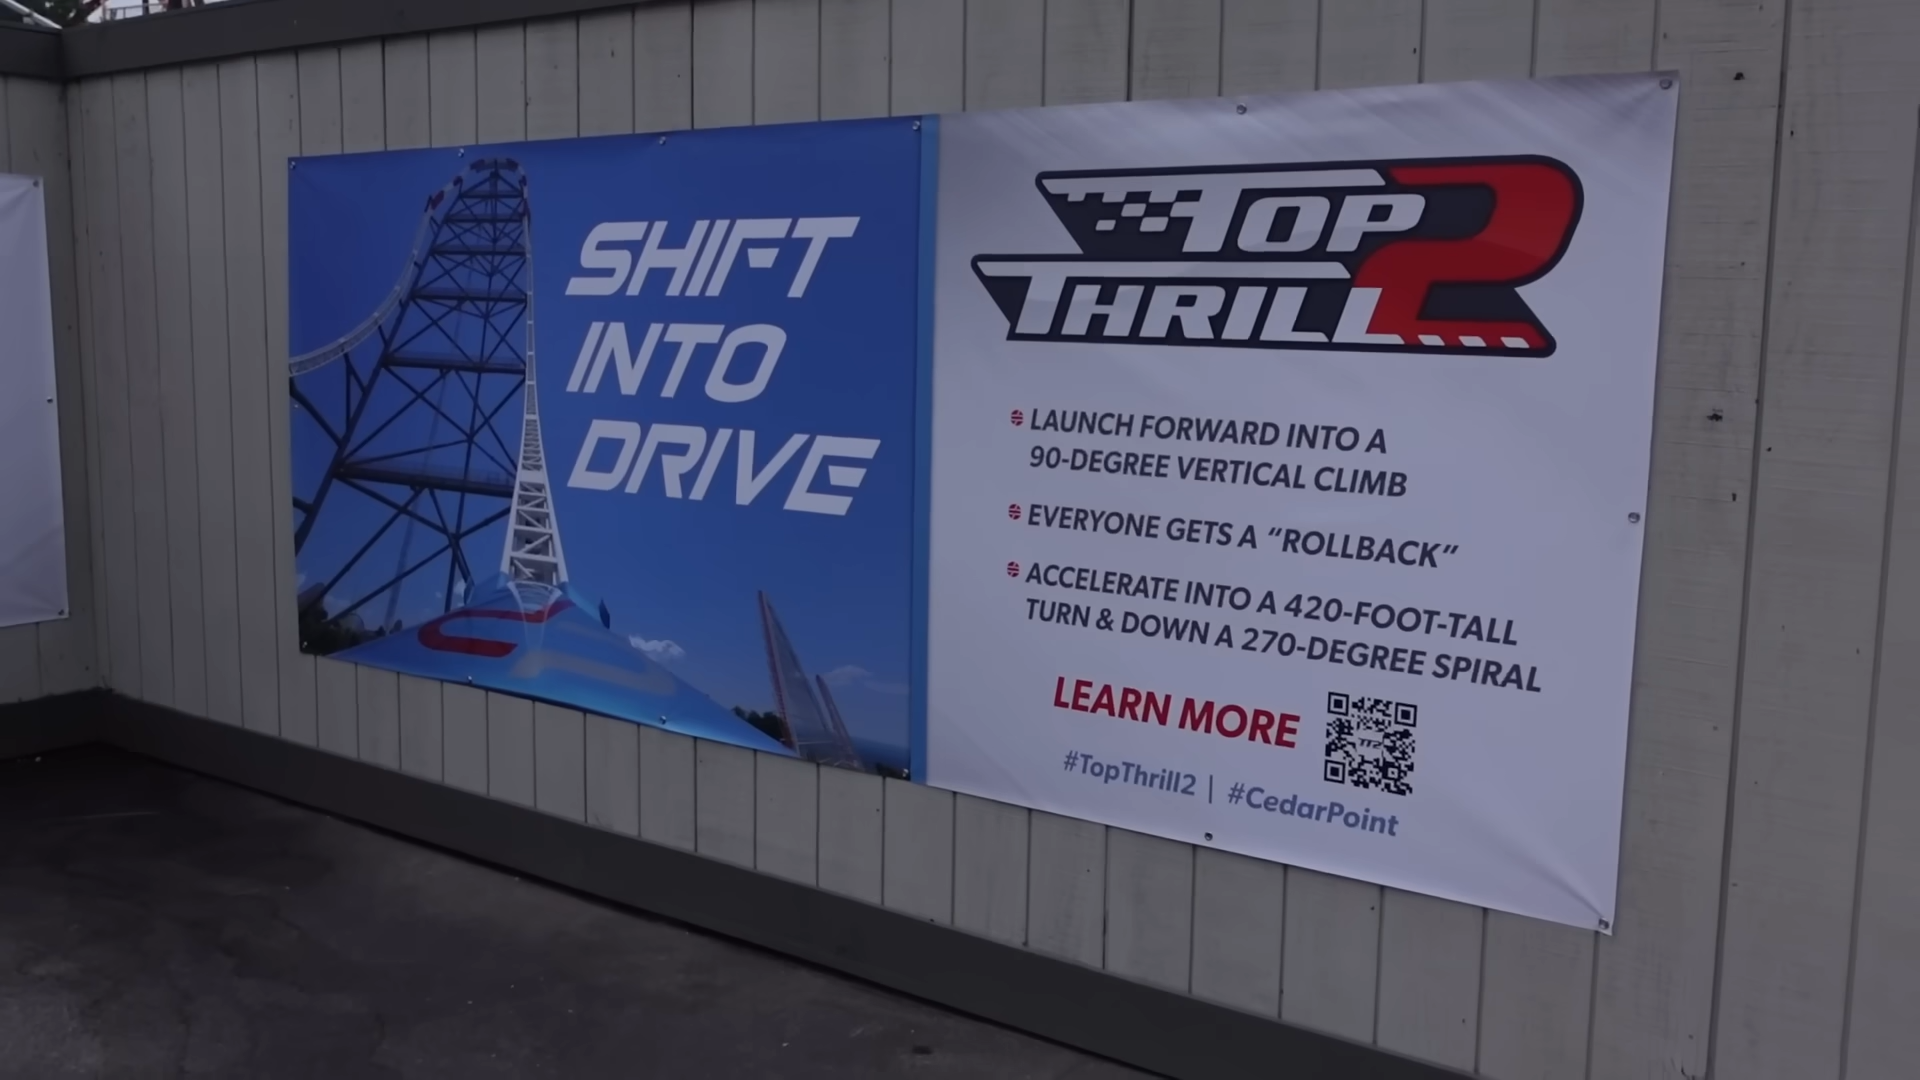 SHIFT
INTO
DRIVE
TOP
THRILL 2
LAUNCH FORWARD INTO A
90-DEGREE VERTICAL CLIMB
EVERYONE GETS A “ROLLBACK”
ACCELERATE INTO A 420-FOOT-TALL
TURN & DOWN A 270-DEGREE SPIRAL
LEARN MORE
TT2
#TopThrill2 | #CedarPoint